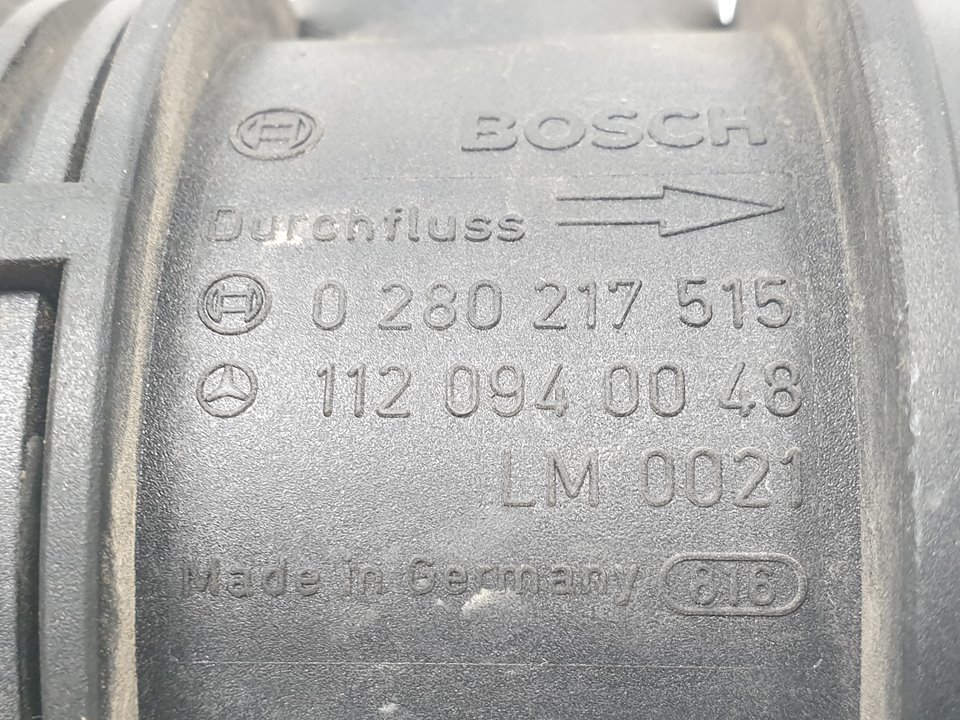 BOSCH
Durchfluss
0 280 217 515
112 094 00 48
LM 0021
Made in Germany 816